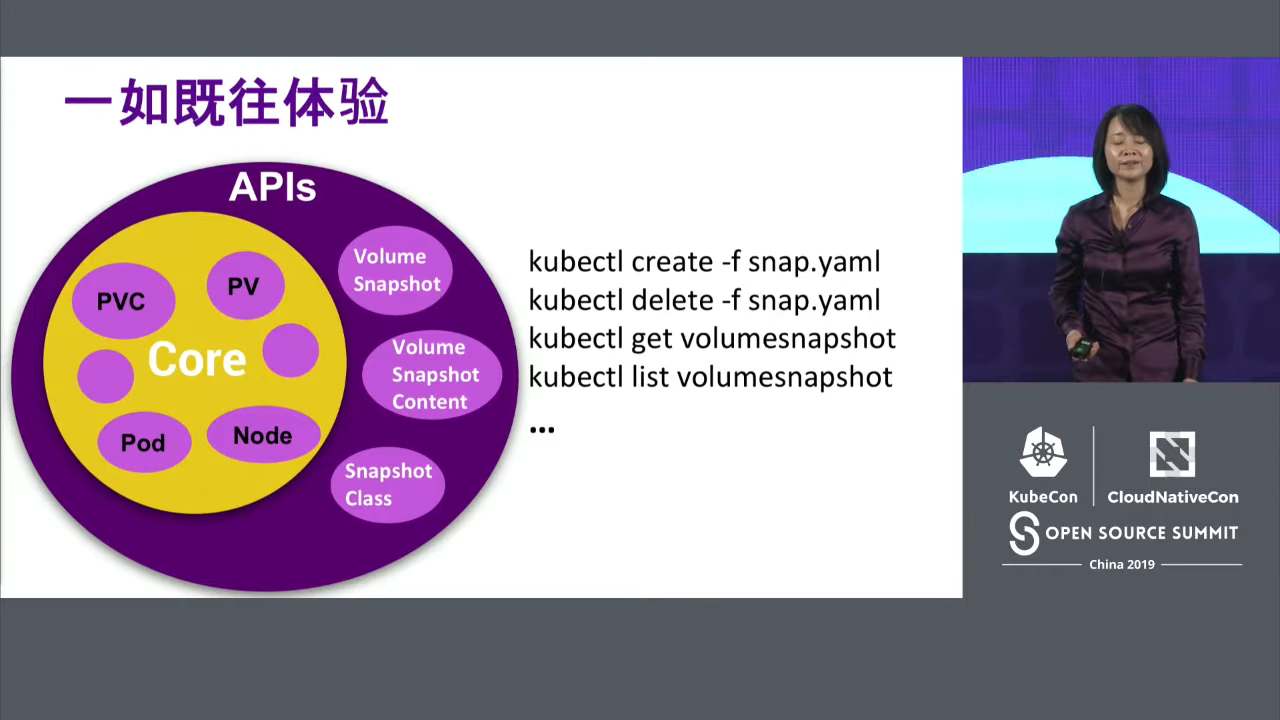 一如既往体验
APIs
Volume
Snapshot
PVC
PV
Core
Volume
Snapshot
Content
Pod
Node
Snapshot
Class
kubectl create -f snap.yaml
kubectl delete -f snap.yaml
kubectl get volumesnapshot
kubectl list volumesnapshot
...
KubeCon
CloudNativeCon
OPEN SOURCE SUMMIT
China 2019